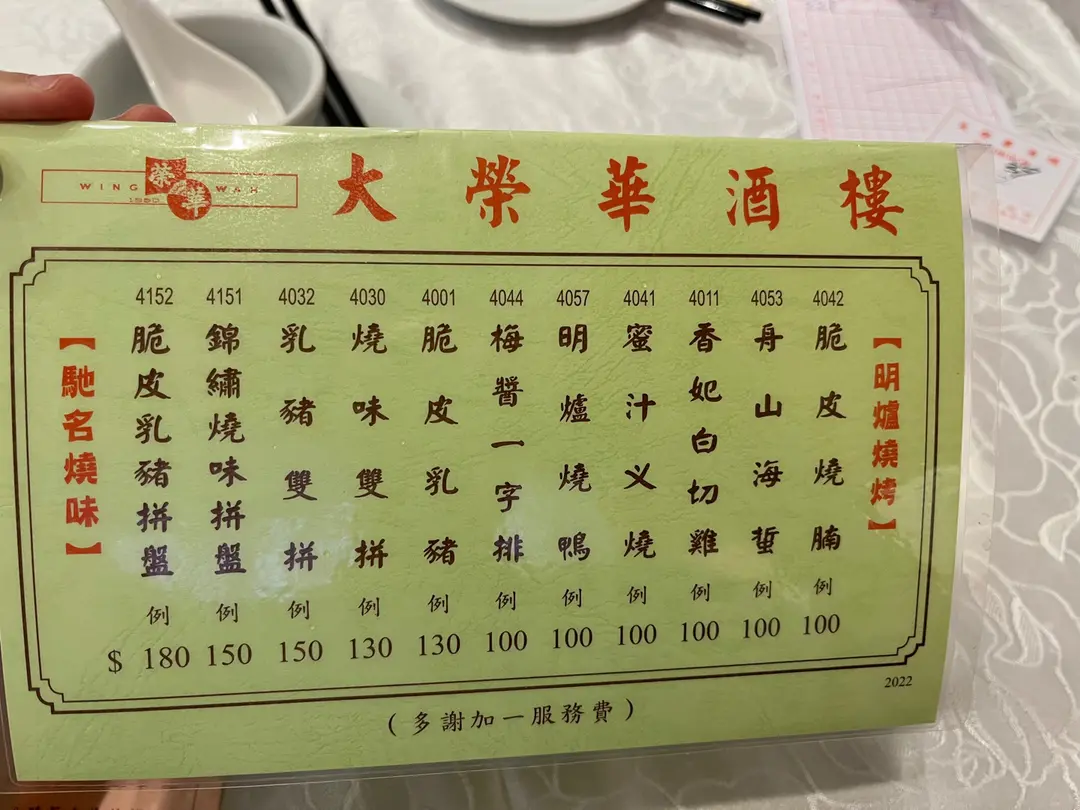 WING 榮華 WAH
1950
大榮華酒樓
【明爐燒烤】
4042 脆皮燒腩 例 100
4053 舟山海蜇 例 100
4011 香妃白切雞 例 100
4041 蜜汁义燒 例 100
4057 明爐燒鴨 例 100
4044 梅醬一字排 例 100
4001 脆皮乳豬 例 130
4030 燒味雙拼 例 130
4032 乳豬雙拼 例 150
4151 錦繡燒味拼盤 例 150
4152 脆皮乳豬拼盤 例 $ 180
【馳名燒味】
2022
(多謝加一服務費)